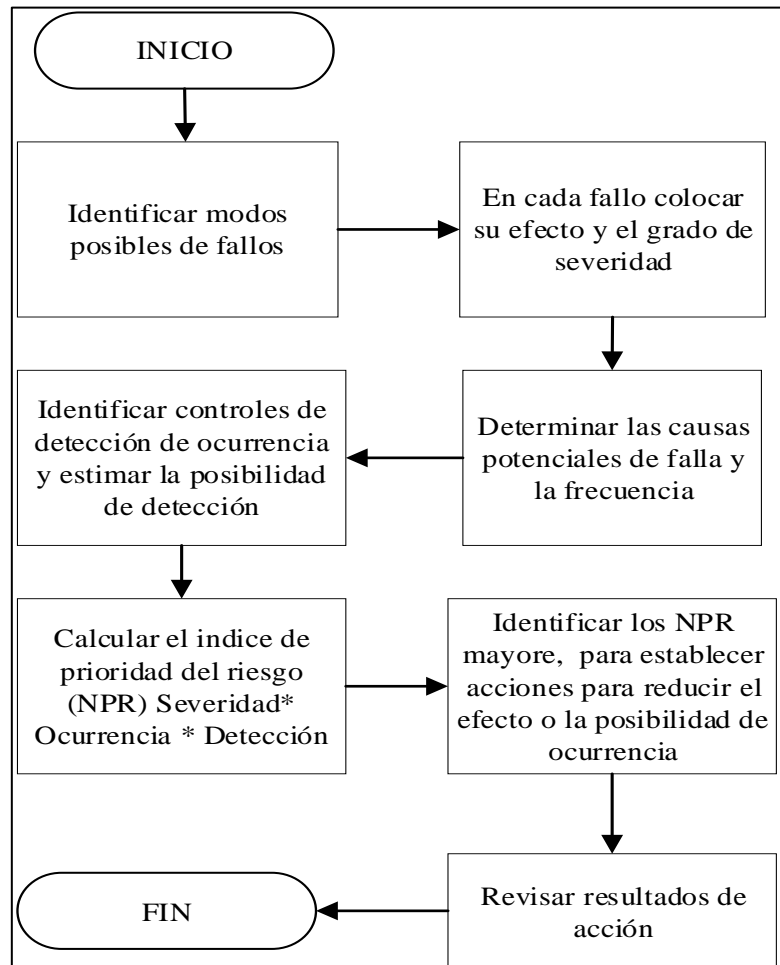 INICIO
Identificar modos
posibles de fallos
En cada fallo colocar
su efecto y el grado de
severidad
Determinar las causas
potenciales de falla y
la frecuencia
Identificar controles de
detección de ocurrencia
y estimar la posibilidad
de detección
Calcular el indice de
prioridad del riesgo
(NPR) Severidad*
Ocurrencia * Detección
Identificar los NPR
mayore,  para establecer
acciones para reducir el
efecto o la posibilidad de
ocurrencia
Revisar resultados de
acción
FIN